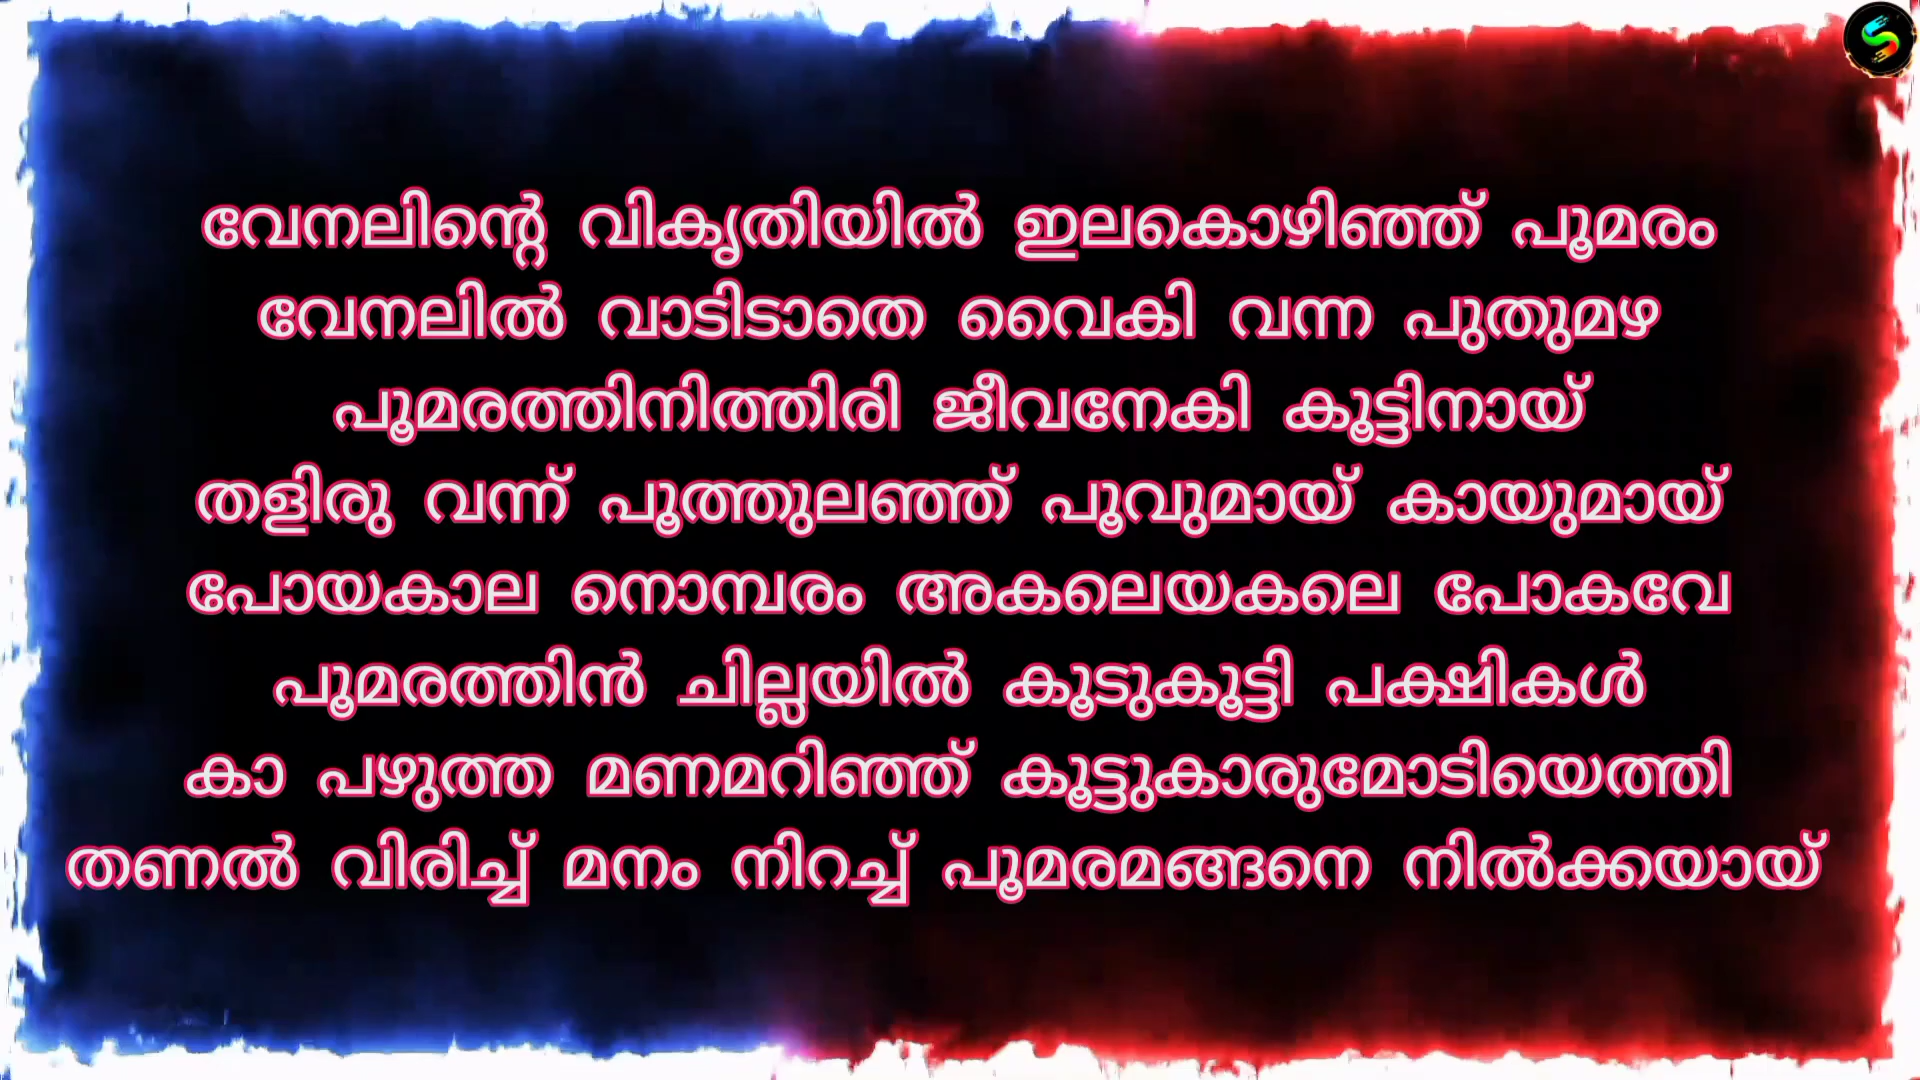 വേനലിന്റെ വികൃതിയിൽ ഇലകൊഴിഞ്ഞ് പൂമരം
വേനലിൽ വാടിടാതെ വൈകി വന്ന പുതുമഴ
പൂമരത്തിനിത്തിരി ജീവനേകി കൂട്ടിനായ്
തളിരു വന്ന് പൂത്തുലഞ്ഞ് പൂവുമായ് കായുമായ്
പോയകാല നൊമ്പരം അകലെയകലെ പോകവേ
പൂമരത്തിൻ ചില്ലയിൽ കൂടുകൂട്ടി പക്ഷികൾ
കാ പഴുത്ത മണമറിഞ്ഞ് കൂട്ടുകാരുമോടിയെത്തി
തണൽ വിരിച്ച് മനം നിറച്ച് പൂമരമങ്ങനെ നിൽക്കയായ്